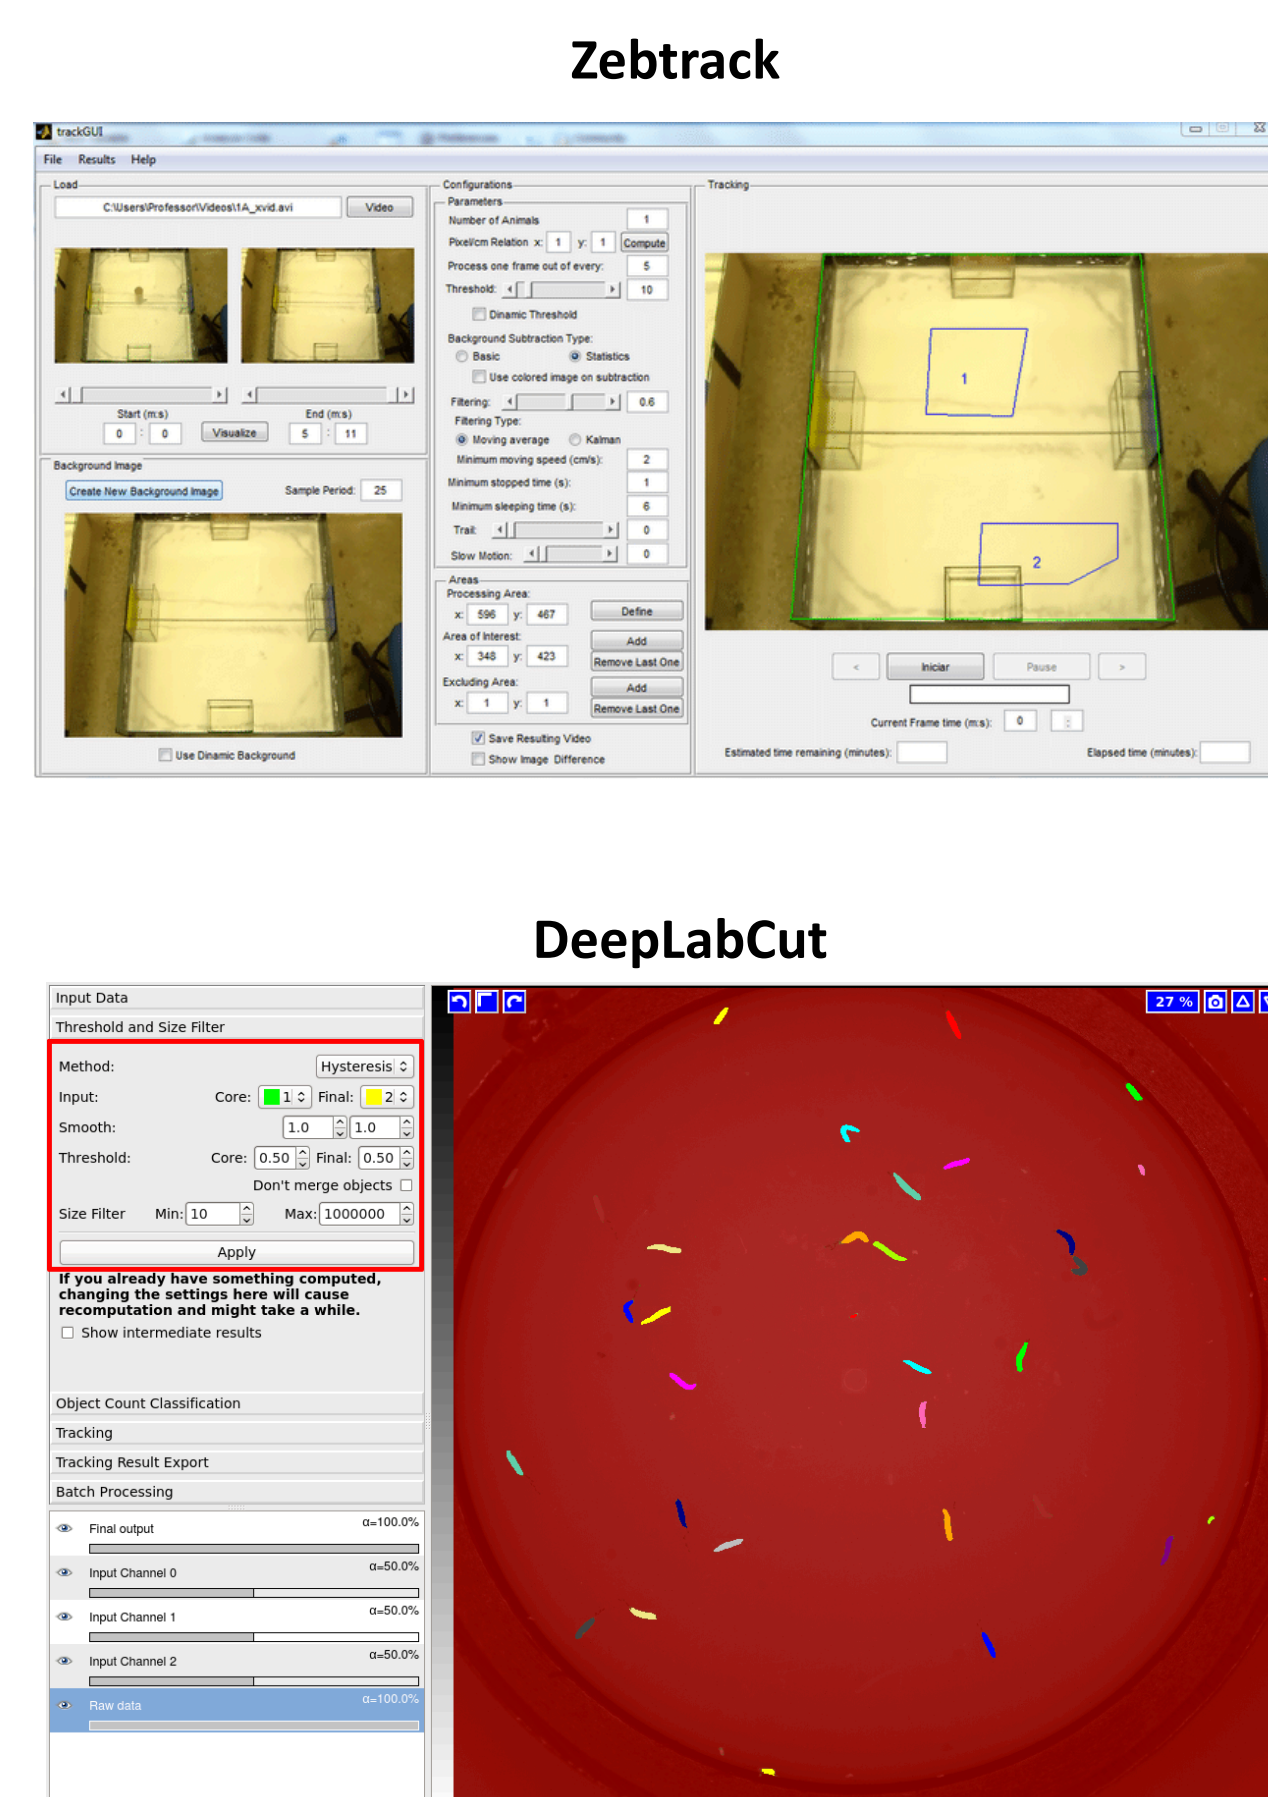 Zebtrack
trackGUI
File Results Help
Load
C:\Users\Professor\Videos\1A_xvid.avi Video
Start (m:s) End (m:s)
0 : 0 Visualize 5 : 11
Background Image
Create New Background Image Sample Period: 25
Use Dinamic Background
Configurations
Parameters
Number of Animals 1
Pixel/cm Relation x: 1 y: 1 Compute
Process one frame out of every: 5
Threshold: 10
Dinamic Threshold
Background Subtraction Type:
Basic Statistics
Use colored image on subtraction
Filtering: 0.6
Filtering Type:
Moving average Kalman
Minimum moving speed (cm/s): 2
Minimum stopped time (s): 1
Minimum sleeping time (s): 6
Trail: 0
Slow Motion: 0
Areas
Processing Area:
x: 596 y: 467 Define
Area of Interest: Add
x: 348 y: 423 Remove Last One
Excluding Area: Add
x: 1 y: 1 Remove Last One
Save Resulting Video
Show Image Difference
Tracking
1
2
< Iniciar Pause >
Current Frame time (m:s): 0 :
Estimated time remaining (minutes): Elapsed time (minutes):
DeepLabCut
Input Data
Threshold and Size Filter
Method: Hysteresis
Input: Core: 1 Final: 2
Smooth: 1.0 1.0
Threshold: Core: 0.50 Final: 0.50
Don't merge objects
Size Filter Min: 10 Max: 1000000
Apply
If you already have something computed,
changing the settings here will cause
recomputation and might take a while.
Show intermediate results
Object Count Classification
Tracking
Tracking Result Export
Batch Processing
Final output α=100.0%
Input Channel 0 α=50.0%
Input Channel 1 α=50.0%
Input Channel 2 α=50.0%
Raw data α=100.0%
27 %